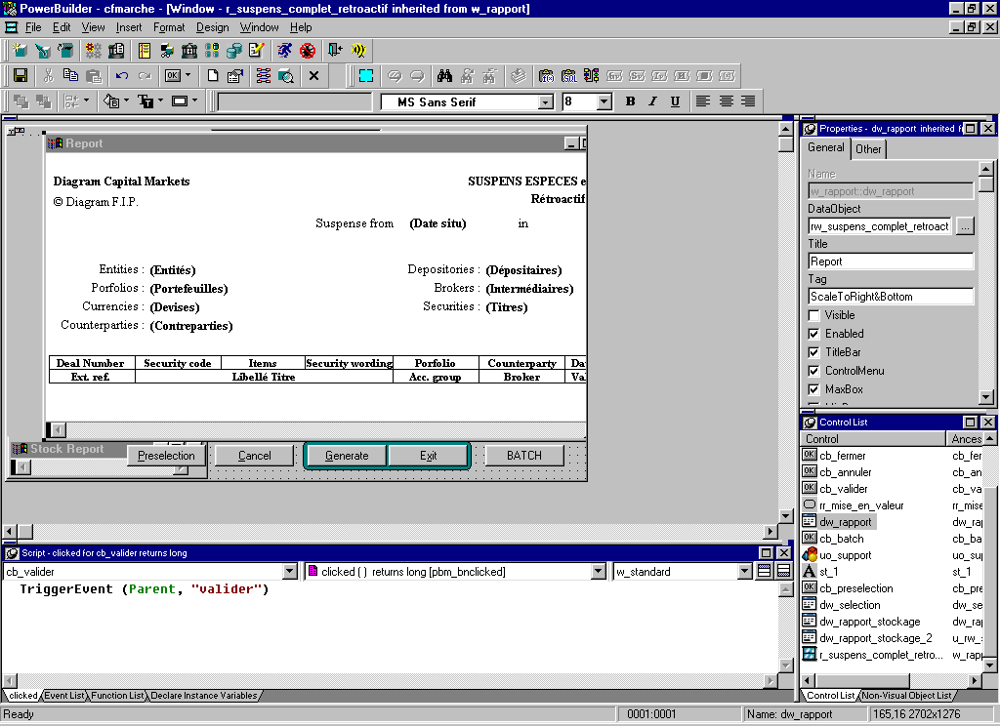 PowerBuilder - cfmarche - [Window - r_suspens_complet_retroactif inherited from w_rapport]
File Edit View Insert Format Design Window Help
OK
MS Sans Serif 8 B I U
Report
Diagram Capital Markets SUSPENS ESPECES e
© Diagram F.I.P. Rétroactif
Suspense from (Date situ) in
Entities : (Entités) Depositories : (Dépositaires)
Porfolios : (Portefeuilles) Brokers : (Intermédiaires)
Currencies : (Devises) Securities : (Titres)
Counterparties : (Contreparties)
Deal Number Security code Items Security wording Porfolio Counterparty Da
Ext. ref. Libellé Titre Acc. group Broker Val
Stock Report
Preselection Cancel Generate Exit BATCH
Properties - dw_rapport inherited fr
General Other
Name
w_rapport::dw_rapport
DataObject
rw_suspens_complet_retroact ...
Title
Report
Tag
ScaleToRight&Bottom
Visible
Enabled
TitleBar
ControlMenu
MaxBox
Control List
Control Ances
cb_fermer cb_fer
cb_annuler cb_an
cb_valider cb_va
rr_mise_en_valeur rr_mise
dw_rapport dw_ra
cb_batch cb_ba
uo_support uo_su
st_1 st_1
cb_preselection cb_pre
dw_selection dw_se
dw_rapport_stockage dw_ra
dw_rapport_stockage_2 u_rw_
r_suspens_complet_retro... w_rapp
Control List Non-Visual Object List
Script - clicked for cb_valider returns long
cb_valider clicked ( ) returns long [pbm_bnclicked] w_standard
TriggerEvent (Parent, "valider")
clicked Event List Function List Declare Instance Variables
Ready 0001:0001 Name: dw_rapport 165,16 2702x1276